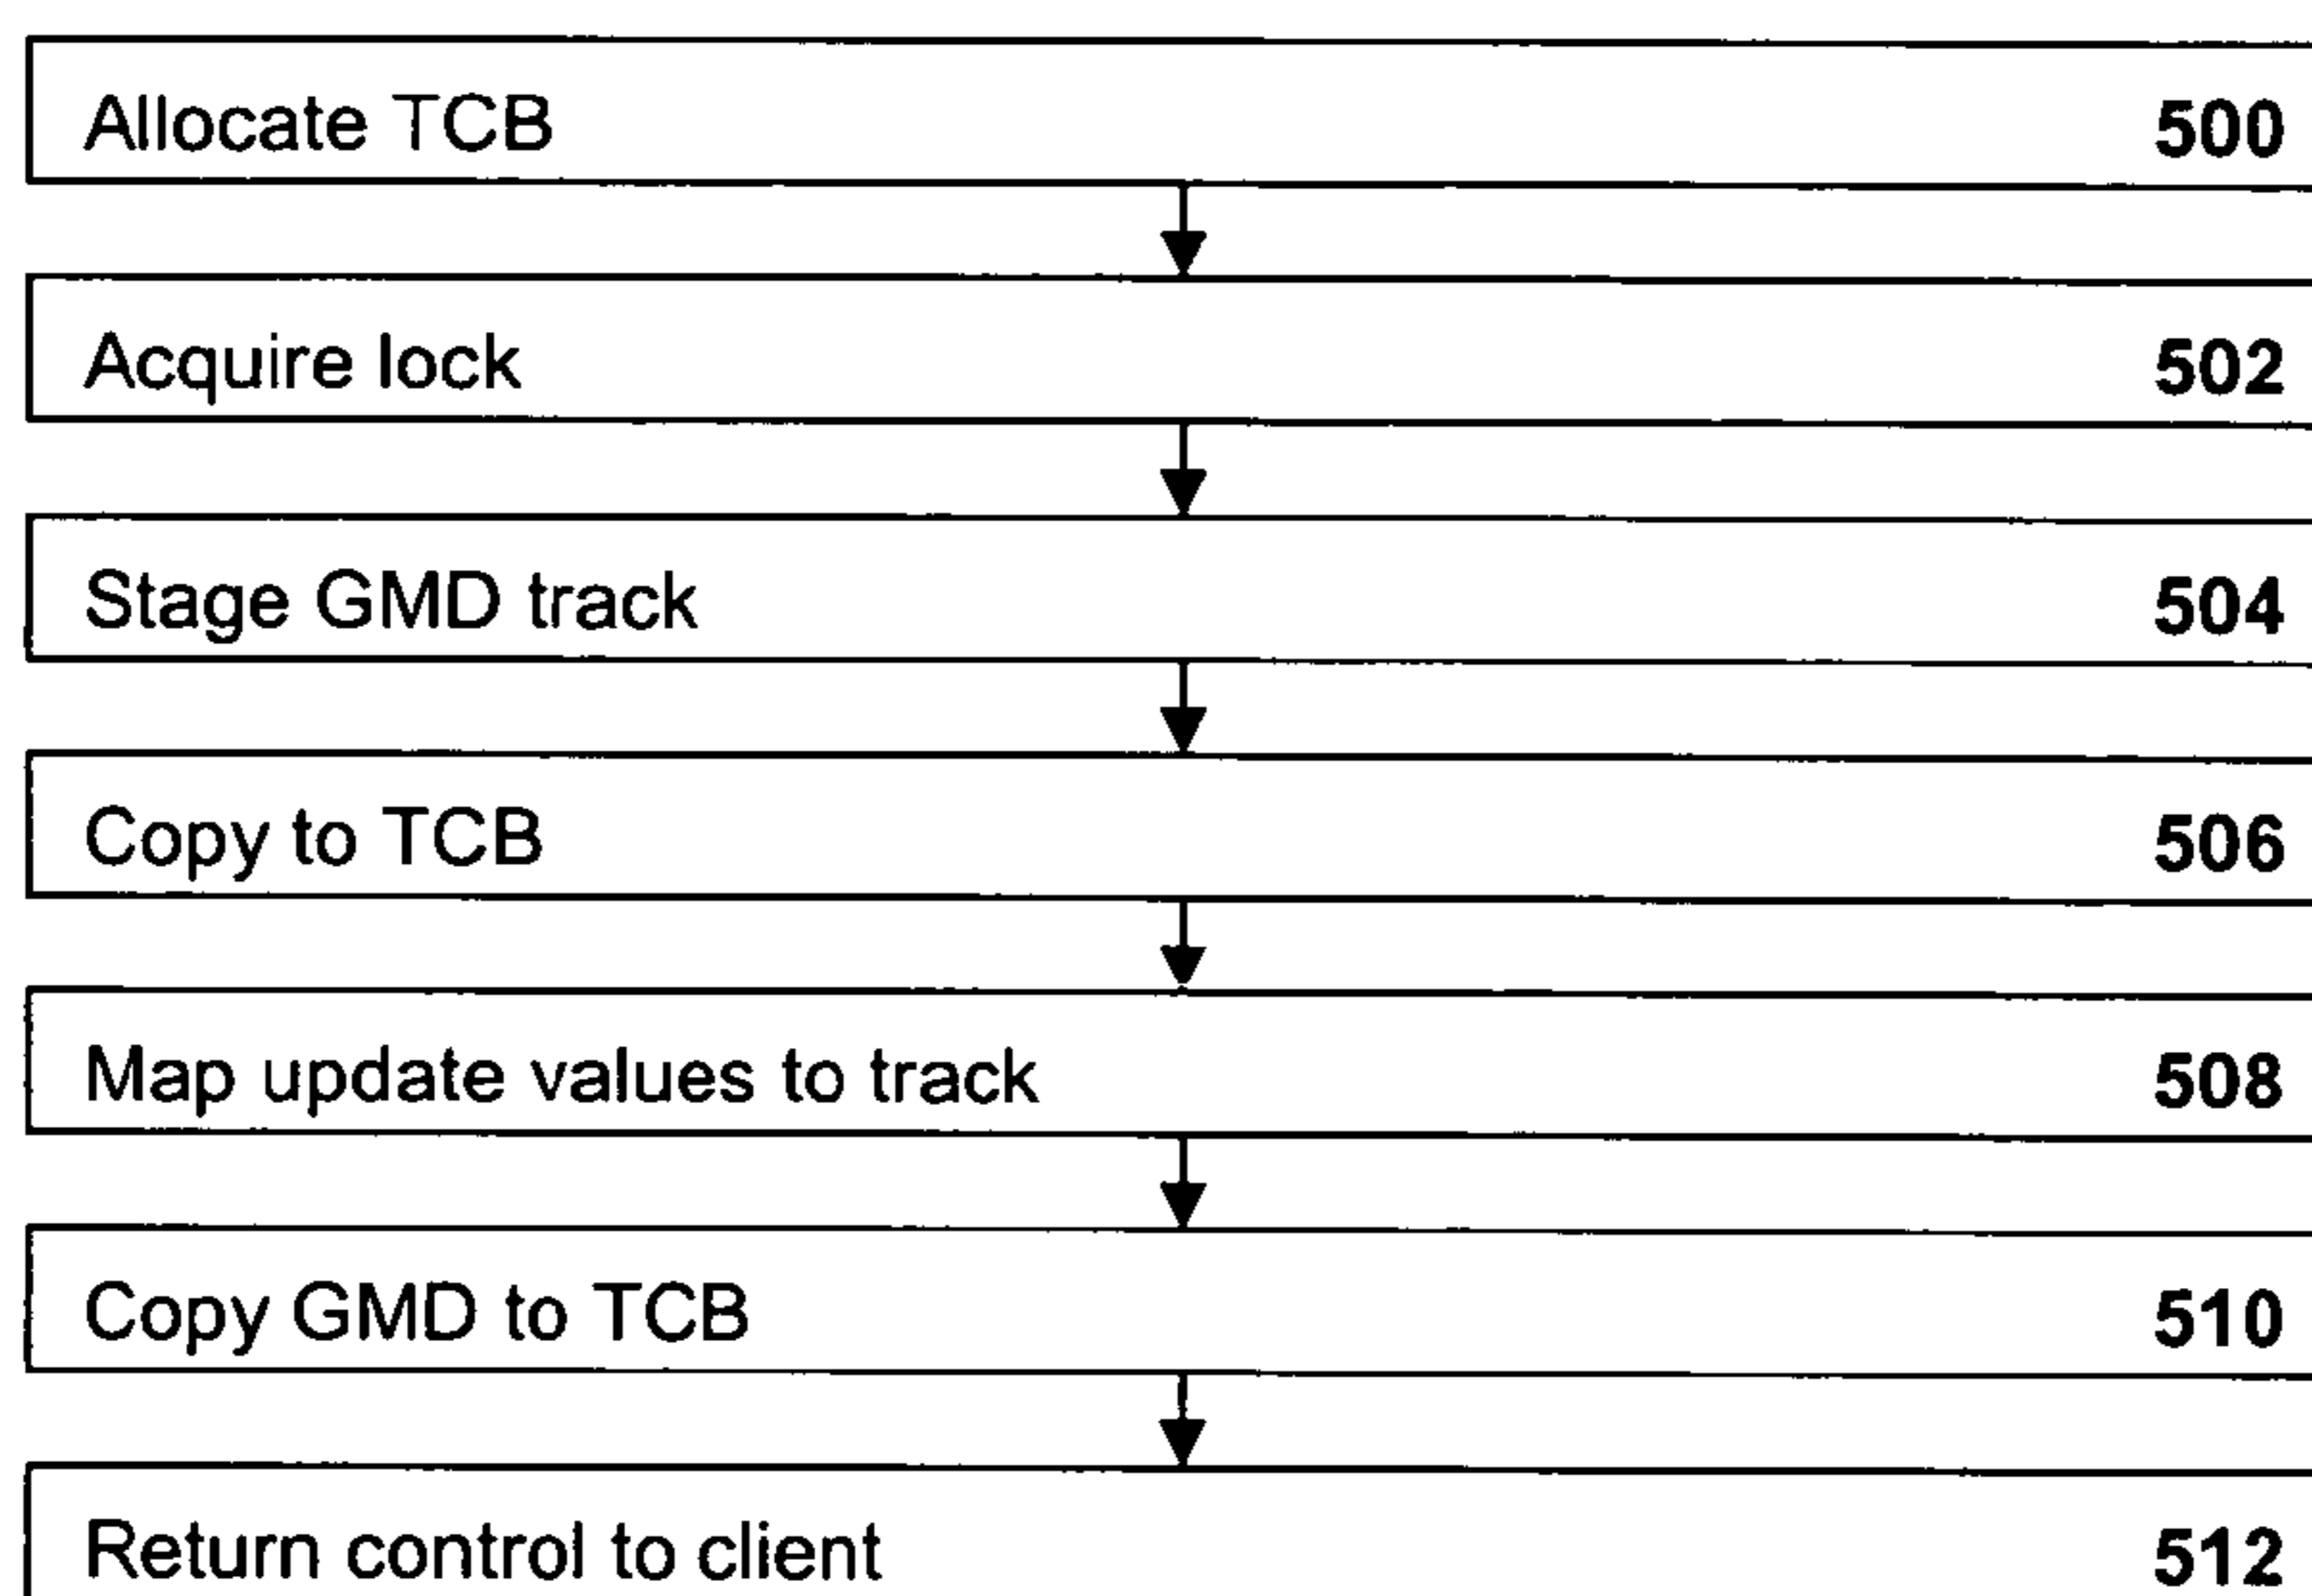 Allocate TCB 500
Acquire lock 502
Stage GMD track 504
Copy to TCB 506
Map update values to track 508
Copy GMD to TCB 510
Return control to client 512